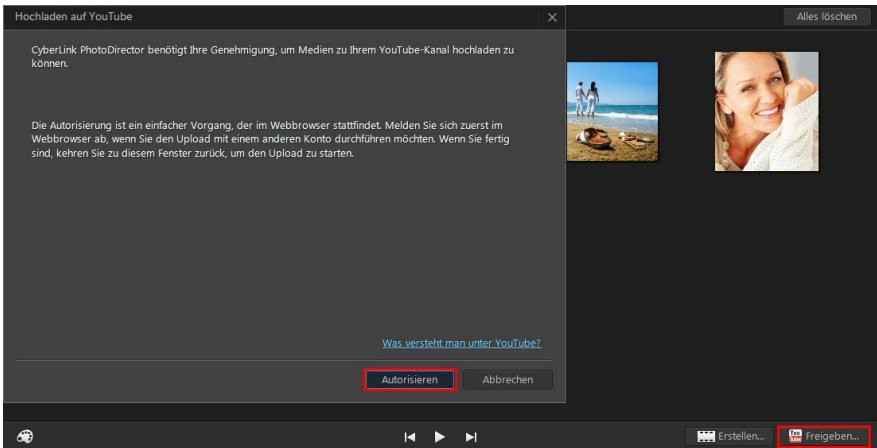 Hochladen auf YouTube
Alles löschen
CyberLink PhotoDirector benötigt Ihre Genehmigung, um Medien zu Ihrem YouTube-Kanal hochladen zu
können.
Die Autorisierung ist ein einfacher Vorgang, der im Webbrowser stattfindet. Melden Sie sich zuerst im
Webbrowser ab, wenn Sie den Upload mit einem anderen Konto durchführen möchten. Wenn Sie fertig
sind, kehren Sie zu diesem Fenster zurück, um den Upload zu starten.
Was versteht man unter YouTube?
Autorisieren
Abbrechen
Erstellen...
You
Tube
Freigeben...